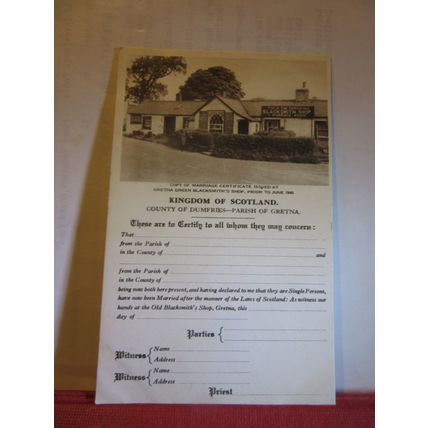 BLACKSMITH SHOP
COPY OF MARRIAGE CERTIFICATE ISSUED AT
GRETNA GREEN BLACKSMITH'S SHOP, PRIOR TO JUNE 1940
KINGDOM OF SCOTLAND.
COUNTY OF DUMFRIES—PARISH OF GRETNA.
These are to Certify to all whom they may concern:
That
from the Parish of
in the County of and
from the Parish of
in the County of
being now both here present, and having declared to me that they are Single Persons,
have now been Married after the manner of the Laws of Scotland: As witness our
hands at the Old Blacksmith's Shop, Gretna, this
day of
Parties {
Witness { Name
Address
Witness { Name
Address
Priest